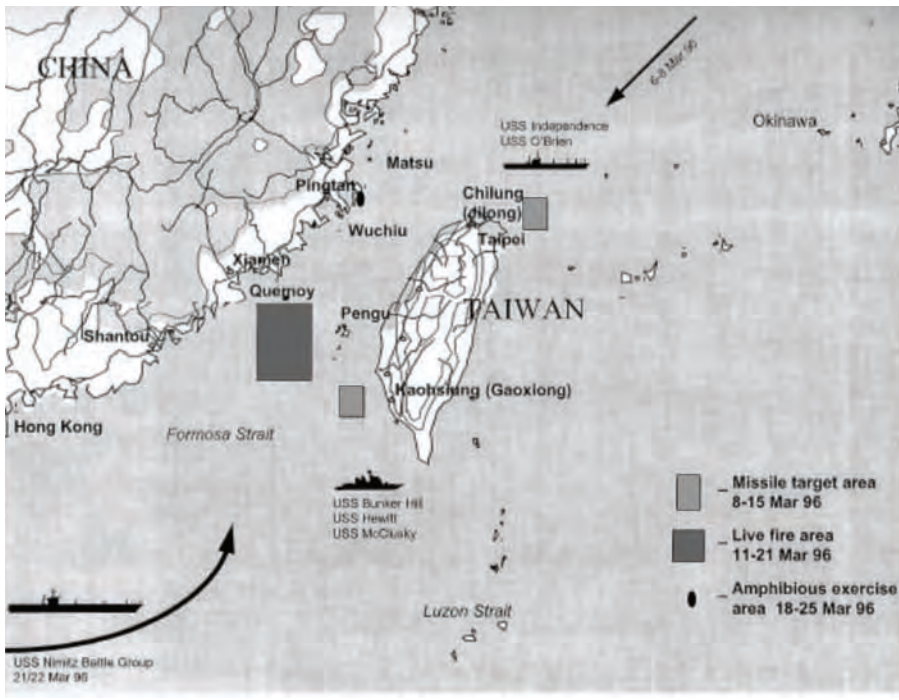 CHINA
6-8 Mar 96
USS Independence
USS O'Brien
Okinawa
Matsu
Pingtan
Chilung
(Jilong)
Wuchiu
Taipei
Xiamen
Quemoy
Pengu
TAIWAN
Shantou
Kaohsiung (Gaoxiong)
Hong Kong
Formosa Strait
USS Bunker Hill
USS Hewitt
USS McClusky
Missile target area
8-15 Mar 96
Live fire area
11-21 Mar 96
Amphibious exercise
area 18-25 Mar 96
Luzon Strait
USS Nimitz Battle Group
21/22 Mar 96